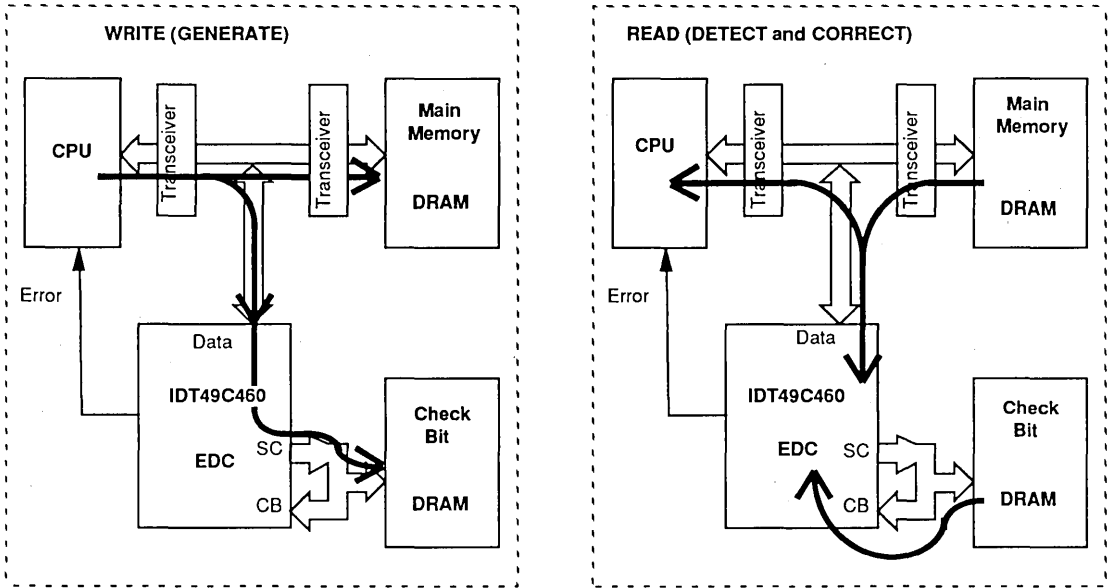 WRITE (GENERATE)
CPU
Transceiver
Transceiver
Main
Memory
DRAM
Error
Data
IDT49C460
EDC
SC
CB
Check
Bit
DRAM
READ (DETECT and CORRECT)
CPU
Transceiver
Transceiver
Main
Memory
DRAM
Error
Data
IDT49C460
EDC
SC
CB
Check
Bit
DRAM